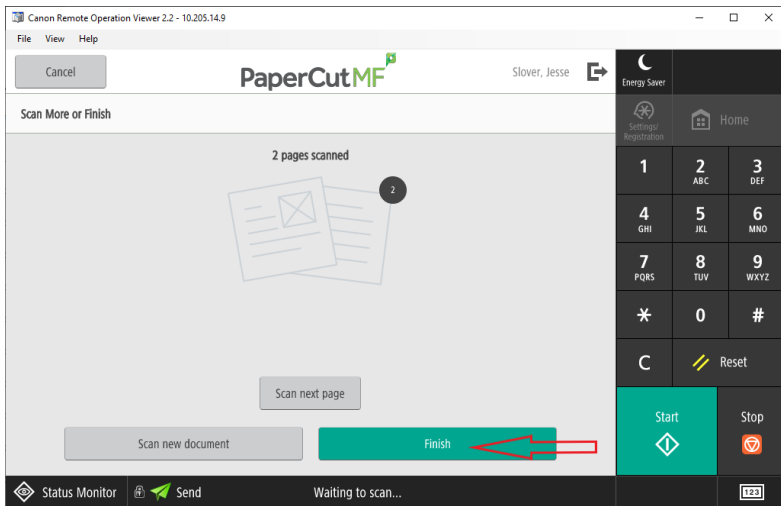 Canon Remote Operation Viewer 2.2 - 10.205.14.9
File View Help
Cancel
PaperCutMF
Slover, Jesse
Energy Saver
Scan More or Finish
Settings/
Registration
Home
2 pages scanned
2
1
2 ABC
3 DEF
4 GHI
5 JKL
6 MNO
7 PQRS
8 TUV
9 WXYZ
* 0 #
C
Reset
Scan next page
Scan new document
Finish
Start
Stop
Status Monitor
Send
Waiting to scan...
123